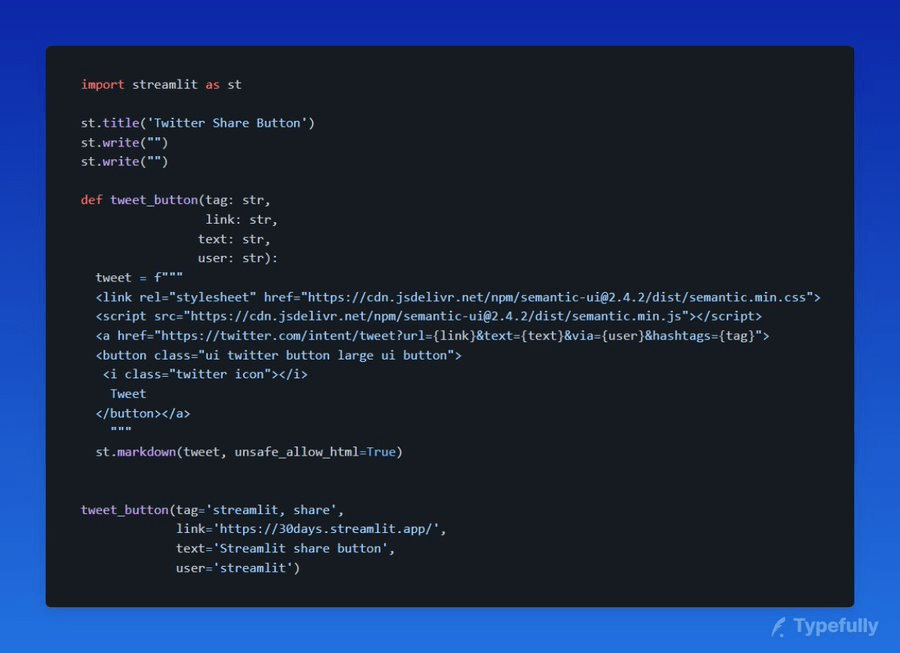 import streamlit as st
st.title('Twitter Share Button')
st.write("")
st.write("")
def tweet_button(tag: str,
link: str,
text: str,
user: str):
tweet = f"""
<link rel="stylesheet" href="https://cdn.jsdelivr.net/npm/semantic-ui@2.4.2/dist/semantic.min.css">
<script src="https://cdn.jsdelivr.net/npm/semantic-ui@2.4.2/dist/semantic.min.js"></script>
<a href="https://twitter.com/intent/tweet?url={link}&text={text}&via={user}&hashtags={tag}">
<button class="ui twitter button large ui button">
<i class="twitter icon"></i>
Tweet
</button></a>
"""
st.markdown(tweet, unsafe_allow_html=True)
tweet_button(tag='streamlit, share',
link='https://30days.streamlit.app/',
text='Streamlit share button',
user='streamlit')
Typefully